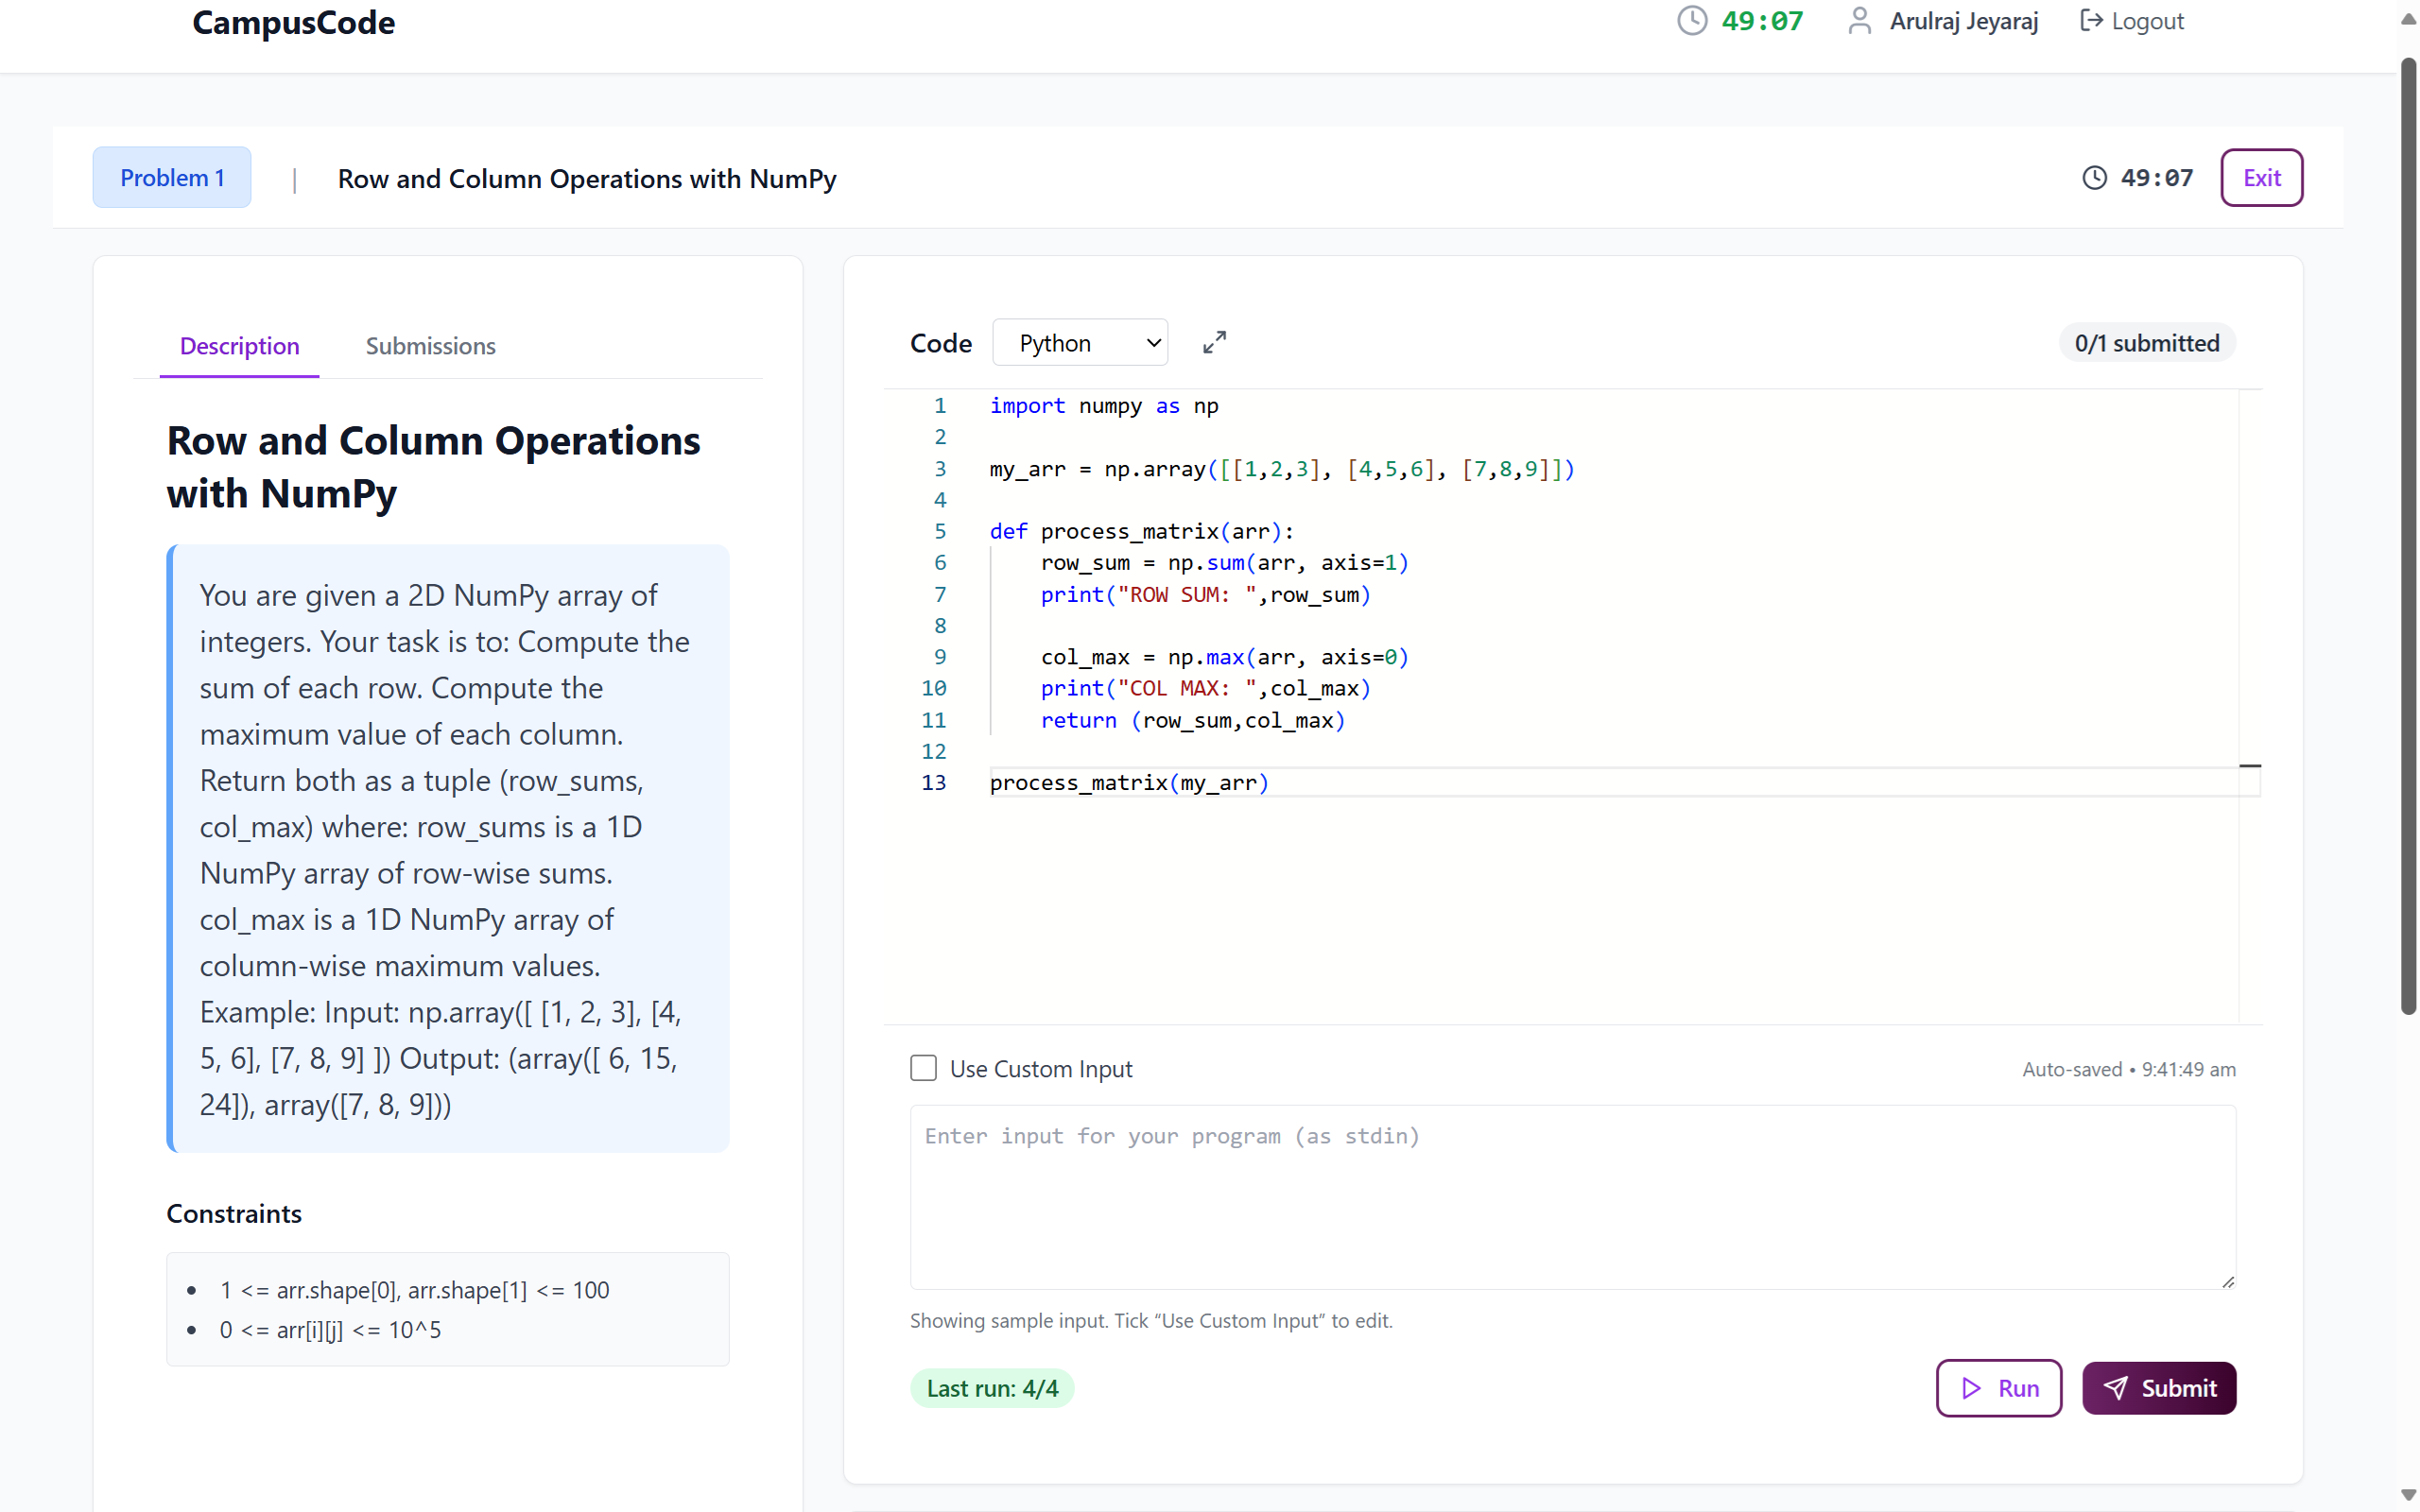 CampusCode
49:07
Arulraj Jeyaraj
Logout
Problem 1
|
Row and Column Operations with NumPy
49:07
Exit
Description
Submissions
Row and Column Operations
with NumPy
You are given a 2D NumPy array of
integers. Your task is to: Compute the
sum of each row. Compute the
maximum value of each column.
Return both as a tuple (row_sums,
col_max) where: row_sums is a 1D
NumPy array of row-wise sums.
col_max is a 1D NumPy array of
column-wise maximum values.
Example: Input: np.array([ [1, 2, 3], [4,
5, 6], [7, 8, 9] ]) Output: (array([ 6, 15,
24]), array([7, 8, 9]))
Constraints
• 1 <= arr.shape[0], arr.shape[1] <= 100
• 0 <= arr[i][j] <= 10^5
Code
Python
0/1 submitted
1 import numpy as np
2
3 my_arr = np.array([[1,2,3], [4,5,6], [7,8,9]])
4
5 def process_matrix(arr):
6     row_sum = np.sum(arr, axis=1)
7     print("ROW SUM: ",row_sum)
8
9     col_max = np.max(arr, axis=0)
10     print("COL MAX: ",col_max)
11     return (row_sum,col_max)
12
13 process_matrix(my_arr)
Use Custom Input
Auto-saved • 9:41:49 am
Enter input for your program (as stdin)
Showing sample input. Tick “Use Custom Input” to edit.
Last run: 4/4
Run
Submit